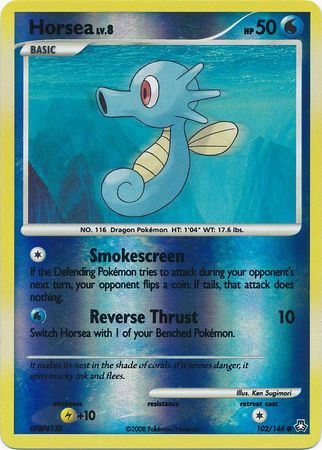 Horsea LV.8 HP 50
BASIC
NO. 116 Dragon Pokémon HT: 1'04" WT: 17.6 lbs.
Smokescreen
If the Defending Pokémon tries to attack during your opponent's
next turn, your opponent flips a coin. If tails, that attack does
nothing.
Reverse Thrust 10
Switch Horsea with 1 of your Benched Pokémon.
It makes its nest in the shade of corals. If it senses danger, it
spits murky ink and flees.
Illus. Ken Sugimori
weakness resistance retreat cost
+10
©2008 Pokémon/Nintendo 102/146